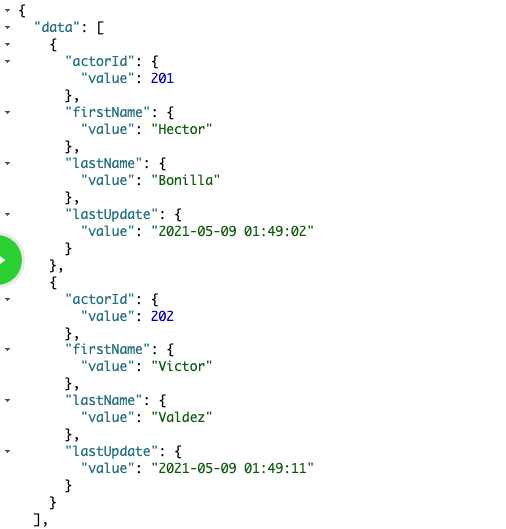 {
"data": [
{
"actorId": {
"value": 201
},
"firstName": {
"value": "Hector"
},
"lastName": {
"value": "Bonilla"
},
"lastUpdate": {
"value": "2021-05-09 01:49:02"
}
},
{
"actorId": {
"value": 202
},
"firstName": {
"value": "Victor"
},
"lastName": {
"value": "Valdez"
},
"lastUpdate": {
"value": "2021-05-09 01:49:11"
}
}
],